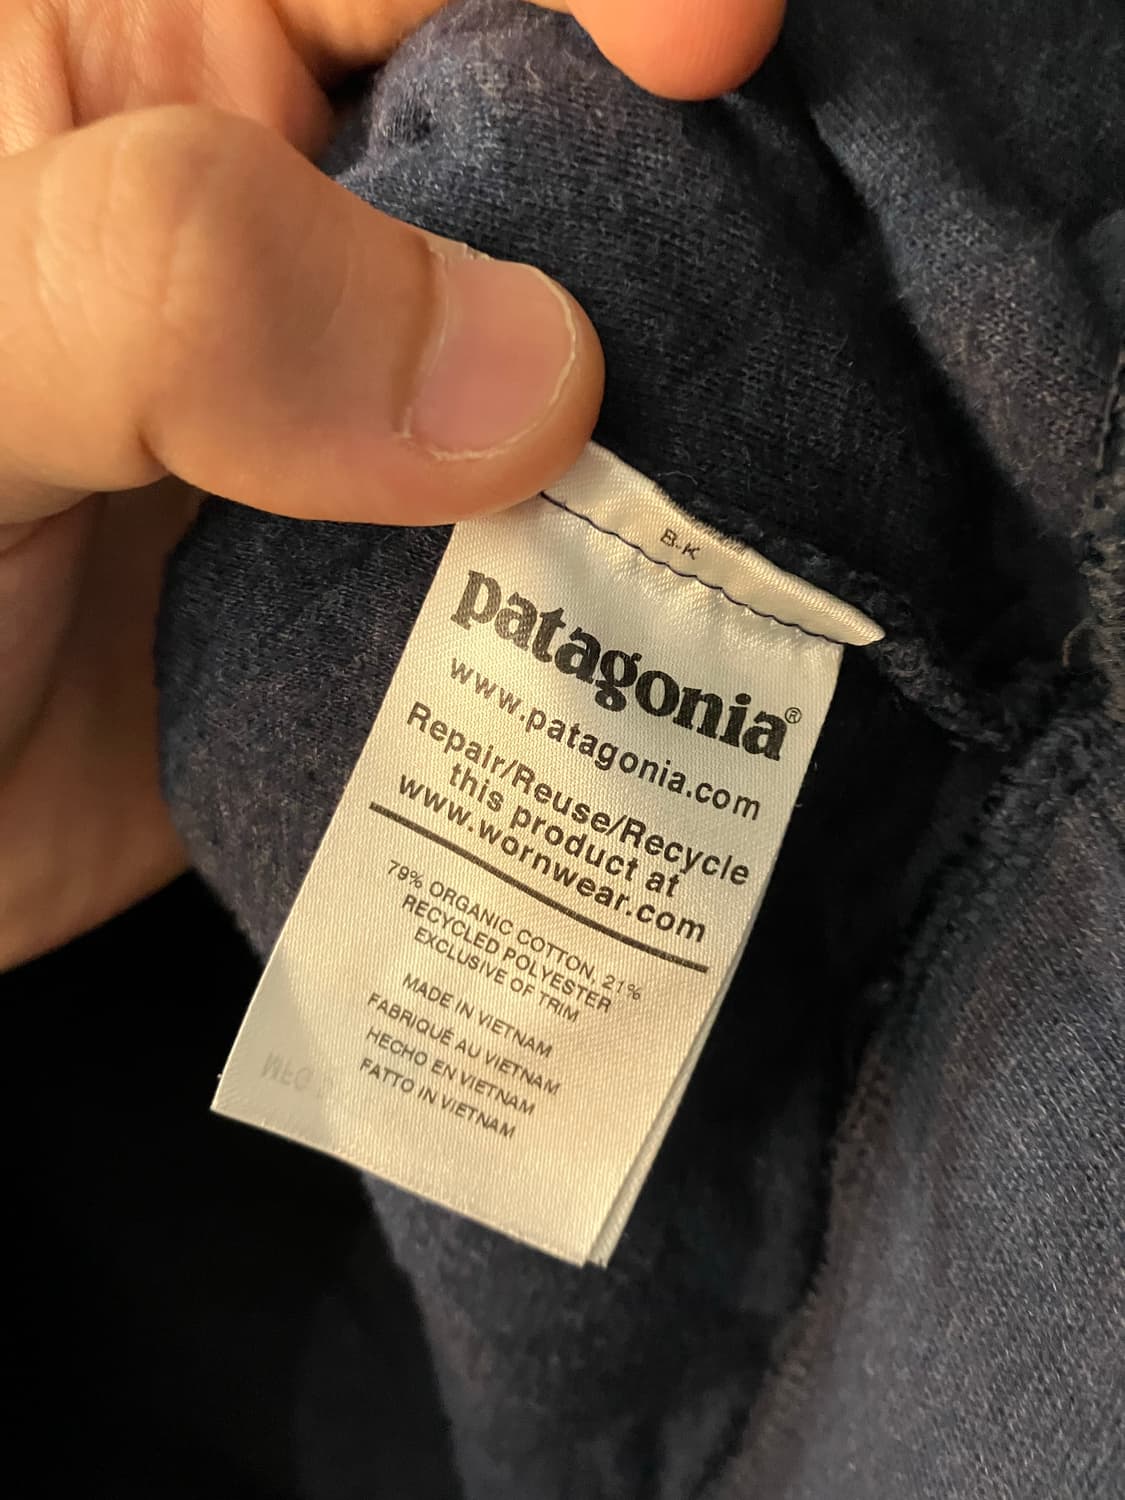 B.K
patagonia®
www.patagonia.com
Repair/Reuse/Recycle
this product at
www.wornwear.com
79% ORGANIC COTTON, 21%
RECYCLED POLYESTER
EXCLUSIVE OF TRIM
MADE IN VIETNAM
FABRIQUÉ AU VIETNAM
HECHO EN VIETNAM
FATTO IN VIETNAM